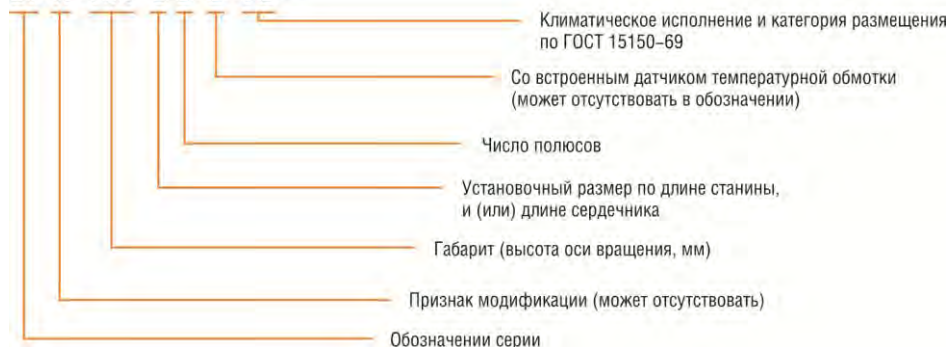 Климатическое исполнение и категория размещения
по ГОСТ 15150–69
Со встроенным датчиком температурной обмотки
(может отсутствовать в обозначении)
Число полюсов
Установочный размер по длине станины,
и (или) длине сердечника
Габарит (высота оси вращения, мм)
Признак модификации (может отсутствовать)
Обозначении серии